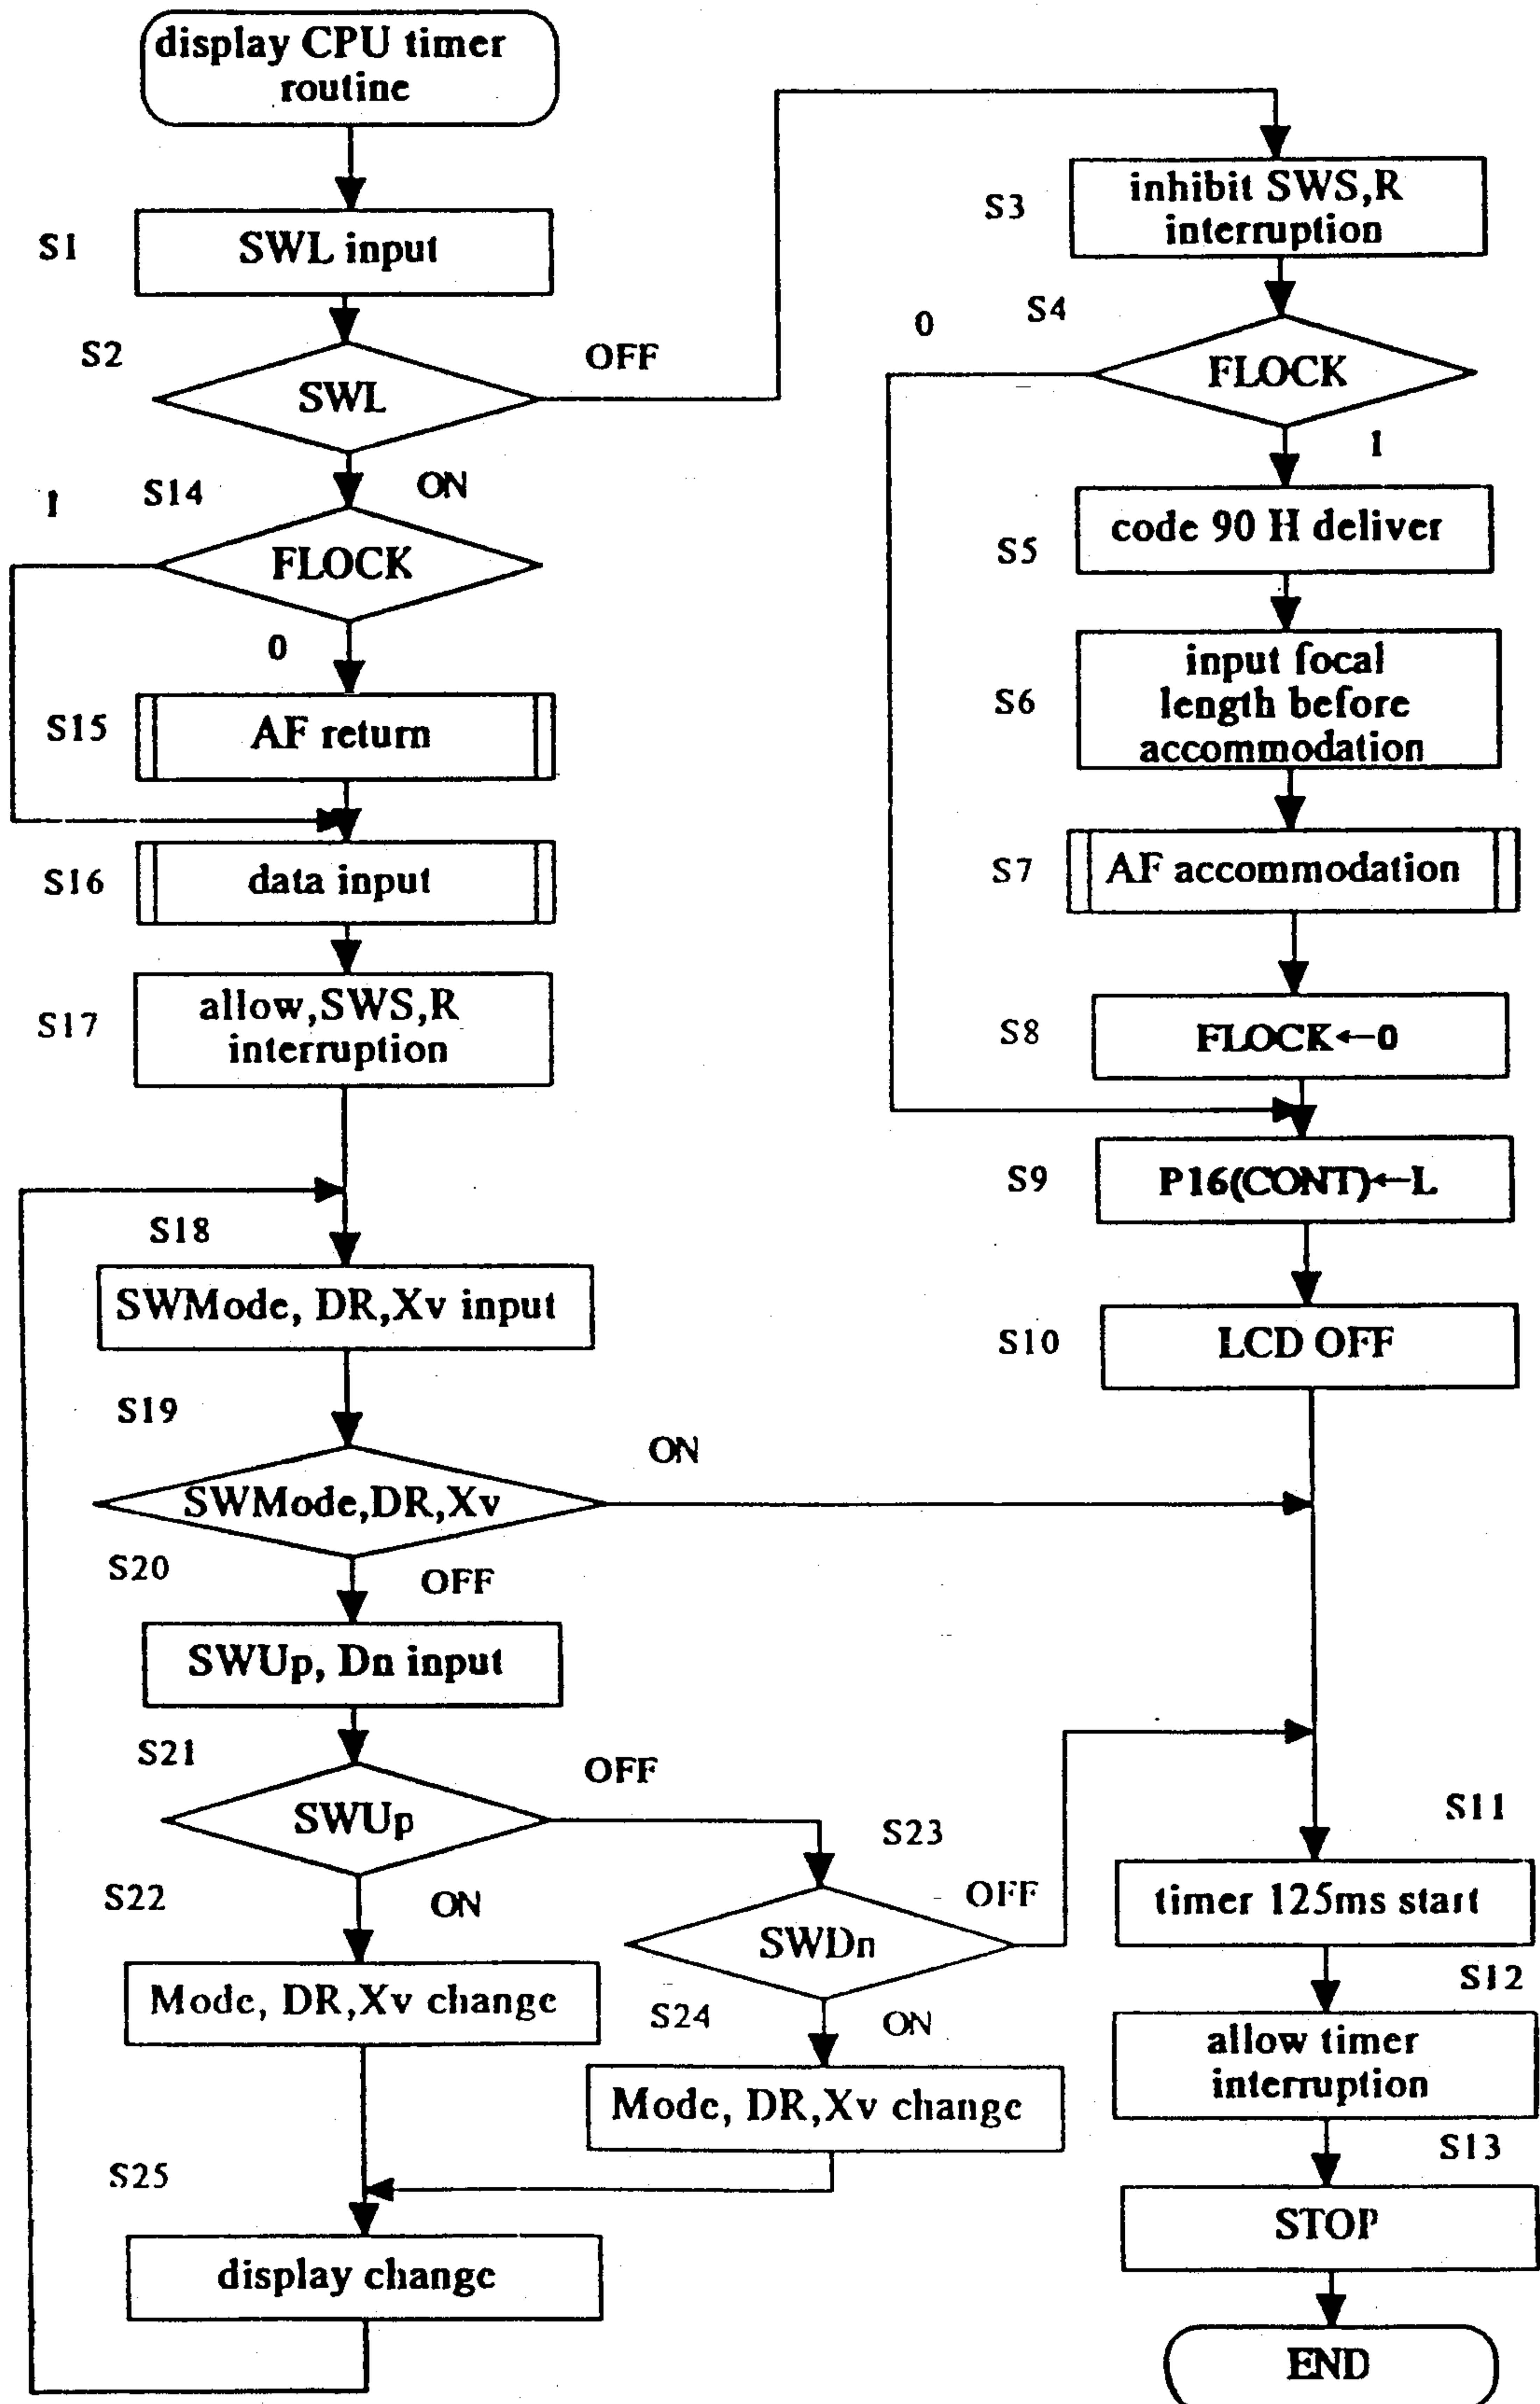 display CPU timer
routine
S1
SWL input
S2
SWL
OFF
ON
S14
1
FLOCK
0
S15
AF return
S16
data input
S17
allow,SWS,R
interruption
S18
SWMode, DR,Xv input
S19
SWMode,DR,Xv
ON
S20
OFF
SWUp, Dn input
S21
SWUp
OFF
S22
ON
Mode, DR,Xv change
S23
SWDn
OFF
S24
ON
Mode, DR,Xv change
S25
display change
S3
inhibit SWS,R
interruption
S4
0
FLOCK
1
S5
code 90 H deliver
S6
input focal
length before
accommodation
S7
AF accommodation
S8
FLOCK←0
S9
P16(CONT)←L
S10
LCD OFF
S11
timer 125ms start
S12
allow timer
interruption
S13
STOP
END